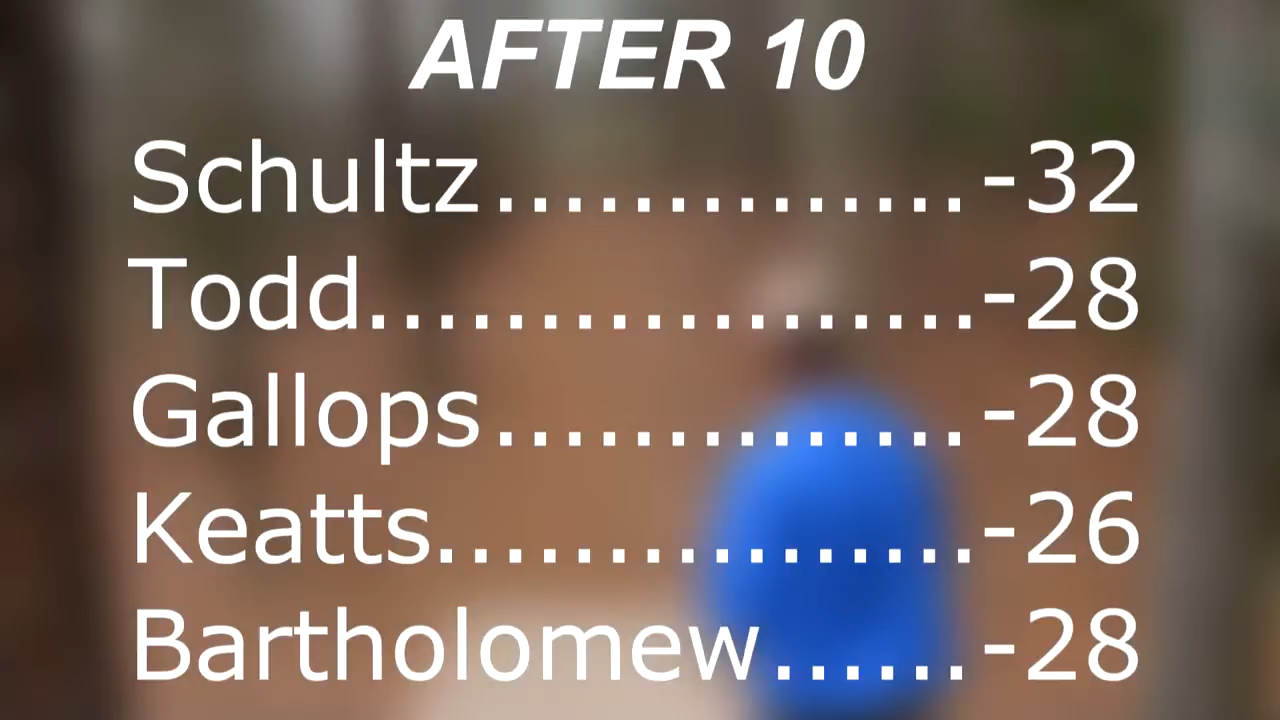 AFTER 10
Schultz..............-32
Todd..................-28
Gallops..............-28
Keatts................-26
Bartholomew......-28